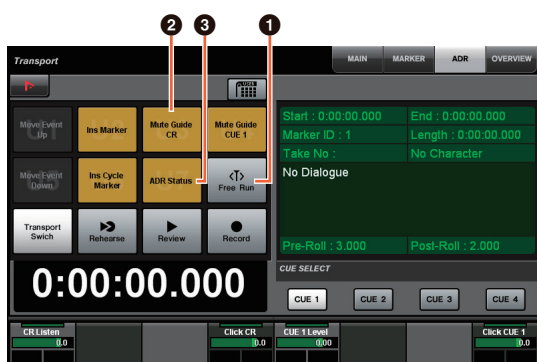 2 3 1
Transport
MAIN MARKER ADR OVERVIEW
USER
Move Event Up
Ins Marker
Mute Guide CR
Mute Guide CUE 1
Move Event Down
Ins Cycle Marker
ADR Status
Free Run
Transport Swich
Rehearse
Review
Record
0:00:00.000
Start : 0:00:00.000 End : 0:00:00.000
Marker ID : 1 Length : 0:00:00.000
Take No : No Character
No Dialogue
Pre-Roll : 3.000 Post-Roll : 2.000
CUE SELECT
CUE 1 CUE 2 CUE 3 CUE 4
CR Listen Click CR CUE 1 Level Click CUE 1
0.0 0.0 0.00 0.0